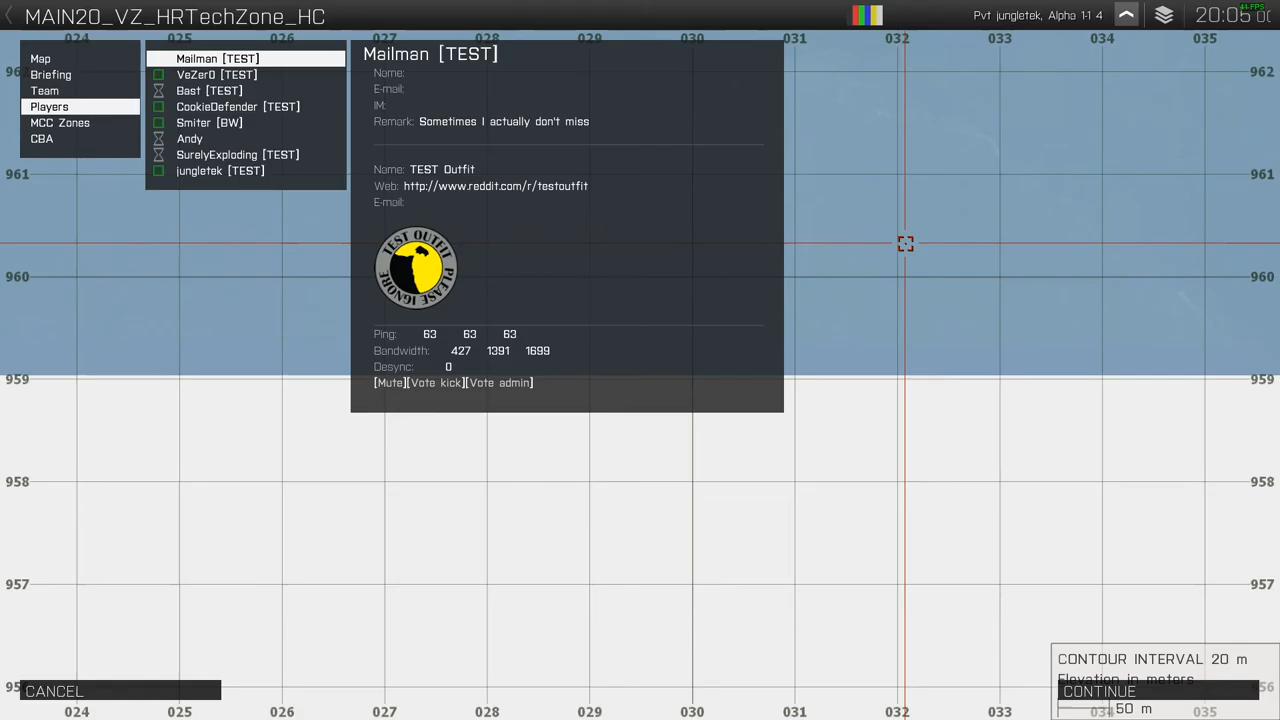 MAIN20_VZ_HRTechZone_HC
Pvt jungletek, Alpha 1-1 4
20:05
024 025 026 027 028 029 030 031 032 033 034 035
Map
Briefing
Team
Players
MCC Zones
CBA
Mailman [TEST]
VeZer0 [TEST]
Bast [TEST]
CookieDefender [TEST]
Smiter [BW]
Andy
SurelyExploding [TEST]
jungletek [TEST]
Mailman [TEST]
Name:
E-mail:
IM:
Remark: Sometimes I actually don't miss
Name: TEST Outfit
Web: http://www.reddit.com/r/testoutfit
E-mail:
TEST OUTFIT PLEASE IGNORE
Ping: 63 63 63
Bandwidth: 427 1391 1699
Desync: 0
[Mute][Vote kick][Vote admin]
962
961 961
960 960
959 959
958 958
957 957
CONTOUR INTERVAL 20 m
Elevation in meters
CANCEL
CONTINUE
50 m
024 025 026 027 028 029 030 031 032 033 034 035